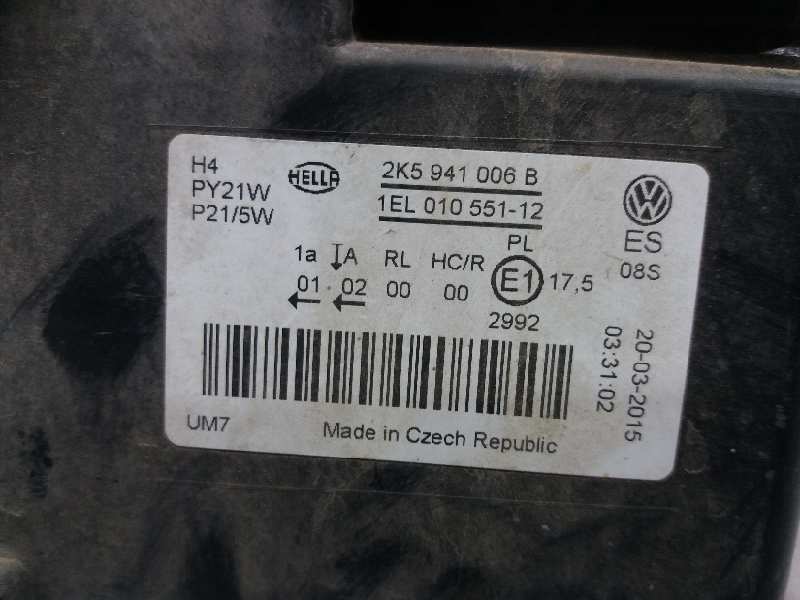 H4
PY21W
P21/5W
HELLA
2K5 941 006 B
1EL 010 551-12
ES
08S
1a A RL HC/R PL
01 02 00 00 E1 17,5
2992
20-03-2015
03:31:02
UM7
Made in Czech Republic